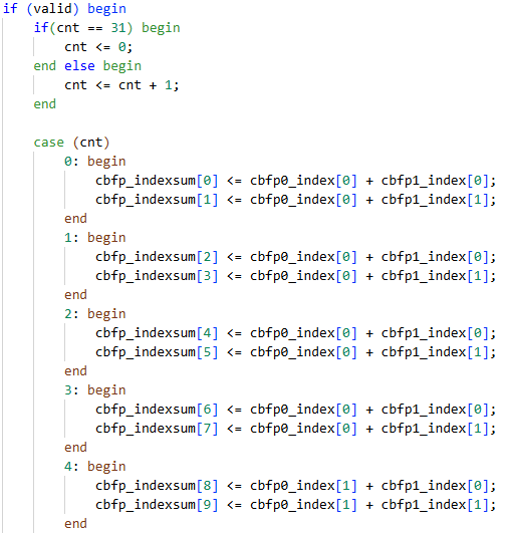 if (valid) begin
    if(cnt == 31) begin
        cnt <= 0;
    end else begin
        cnt <= cnt + 1;
    end

    case (cnt)
        0: begin
            cbfp_indexsum[0] <= cbfp0_index[0] + cbfp1_index[0];
            cbfp_indexsum[1] <= cbfp0_index[0] + cbfp1_index[1];
        end
        1: begin
            cbfp_indexsum[2] <= cbfp0_index[0] + cbfp1_index[0];
            cbfp_indexsum[3] <= cbfp0_index[0] + cbfp1_index[1];
        end
        2: begin
            cbfp_indexsum[4] <= cbfp0_index[0] + cbfp1_index[0];
            cbfp_indexsum[5] <= cbfp0_index[0] + cbfp1_index[1];
        end
        3: begin
            cbfp_indexsum[6] <= cbfp0_index[0] + cbfp1_index[0];
            cbfp_indexsum[7] <= cbfp0_index[0] + cbfp1_index[1];
        end
        4: begin
            cbfp_indexsum[8] <= cbfp0_index[1] + cbfp1_index[0];
            cbfp_indexsum[9] <= cbfp0_index[1] + cbfp1_index[1];
        end